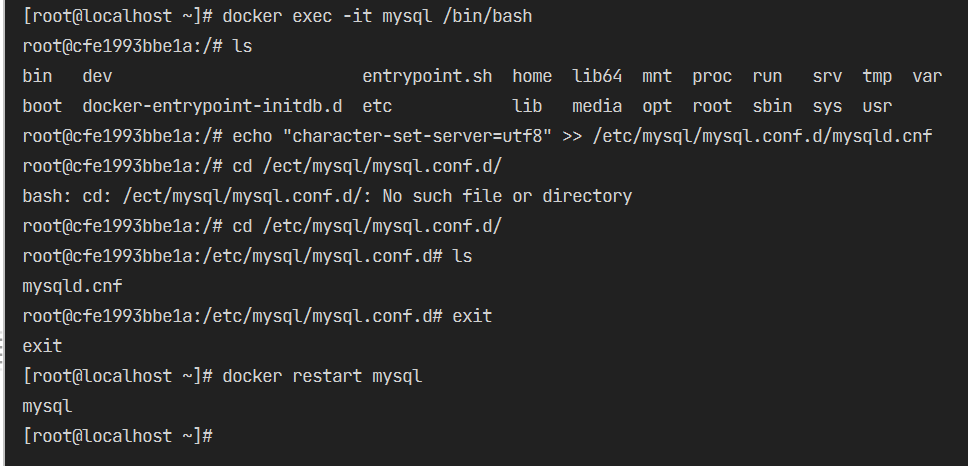 [root@localhost ~]# docker exec -it mysql /bin/bash
root@cfe1993bbe1a:/# ls
bin   dev                         entrypoint.sh  home  lib64  mnt  proc  run   srv  tmp  var
boot  docker-entrypoint-initdb.d  etc            lib   media  opt  root  sbin  sys  usr
root@cfe1993bbe1a:/# echo "character-set-server=utf8" >> /etc/mysql/mysql.conf.d/mysqld.cnf
root@cfe1993bbe1a:/# cd /ect/mysql/mysql.conf.d/
bash: cd: /ect/mysql/mysql.conf.d/: No such file or directory
root@cfe1993bbe1a:/# cd /etc/mysql/mysql.conf.d/
root@cfe1993bbe1a:/etc/mysql/mysql.conf.d# ls
mysqld.cnf
root@cfe1993bbe1a:/etc/mysql/mysql.conf.d# exit
exit
[root@localhost ~]# docker restart mysql
mysql
[root@localhost ~]#